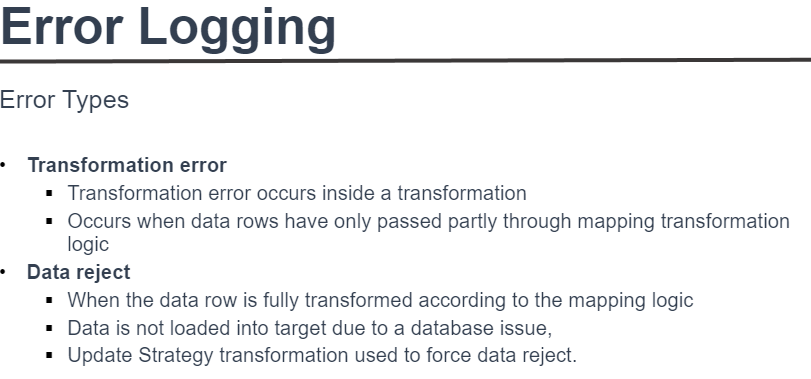 Error Logging
Error Types
• Transformation error
▪ Transformation error occurs inside a transformation
▪ Occurs when data rows have only passed partly through mapping transformation
logic
• Data reject
▪ When the data row is fully transformed according to the mapping logic
▪ Data is not loaded into target due to a database issue,
▪ Update Strategy transformation used to force data reject.